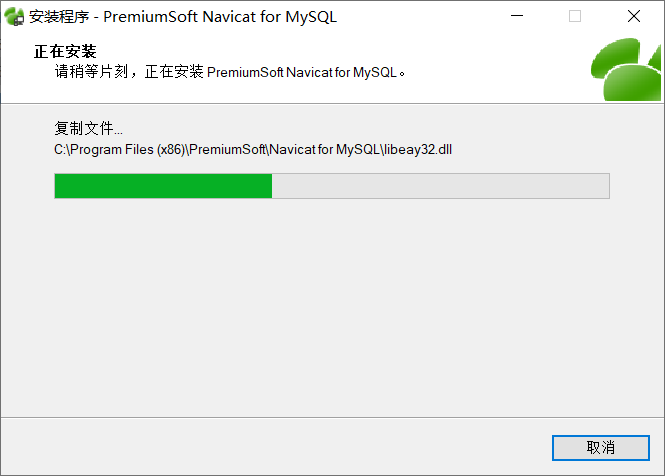 安装程序 - PremiumSoft Navicat for MySQL
正在安装
请稍等片刻，正在安装 PremiumSoft Navicat for MySQL。
复制文件...
C:\Program Files (x86)\PremiumSoft\Navicat for MySQL\libeay32.dll
取消